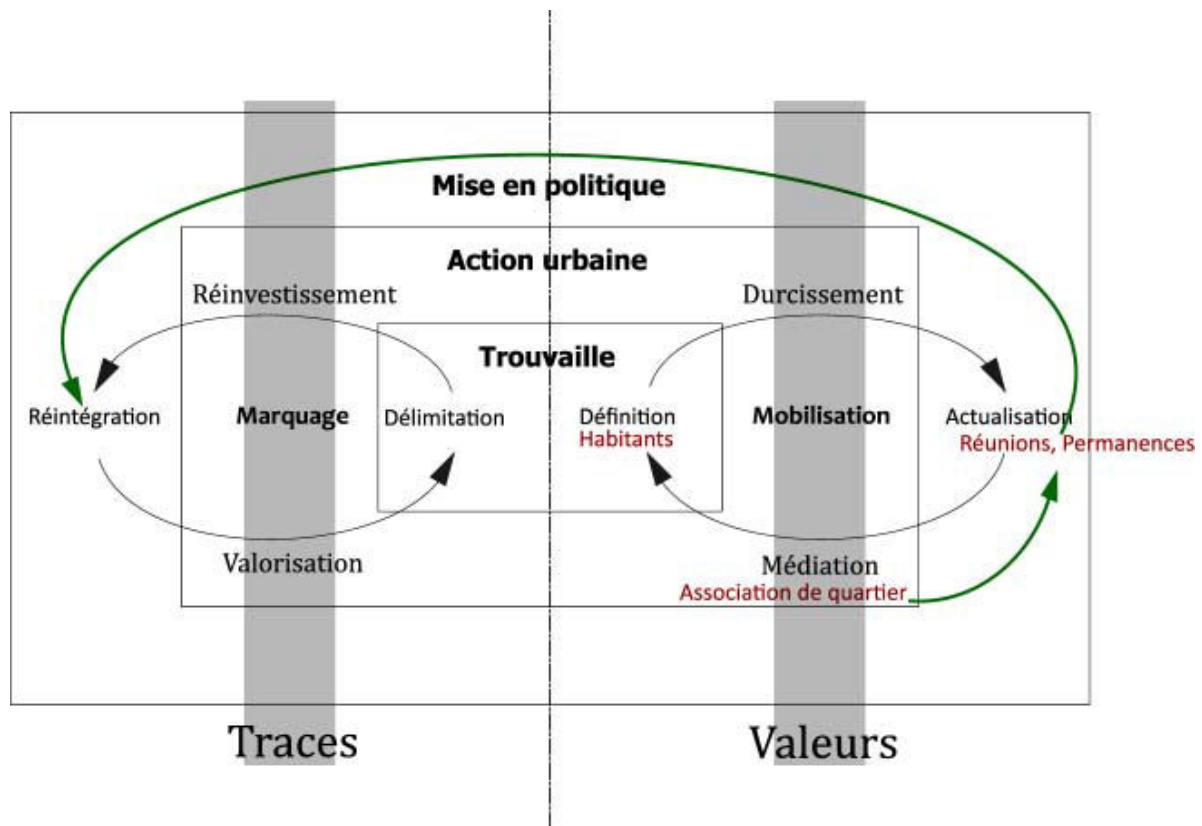 Mise en politique
Action urbaine
Réinvestissement
Durcissement
Trouvaille
Réintégration
Marquage
Délimitation
Définition
Habitants
Mobilisation
Actualisation
Réunions, Permanences
Valorisation
Médiation
Association de quartier
Traces
Valeurs